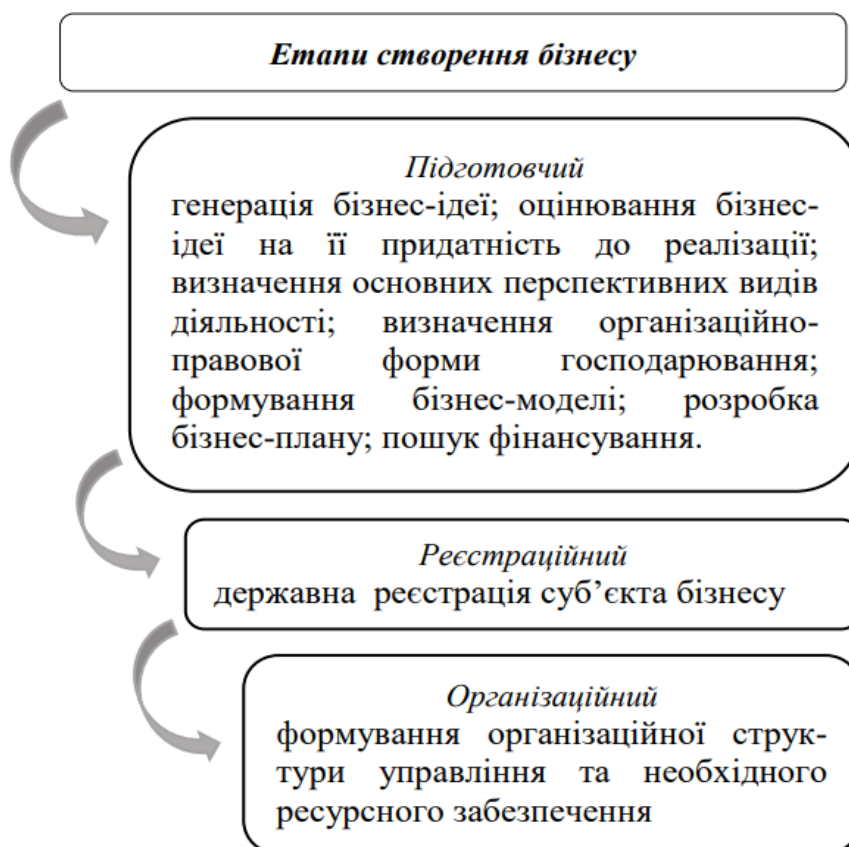 Етапи створення бізнесу
Підготовчий
генерація бізнес-ідеї; оцінювання бізнес-
ідеї на її придатність до реалізації;
визначення основних перспективних видів
діяльності; визначення організаційно-
правової форми господарювання;
формування бізнес-моделі; розробка
бізнес-плану; пошук фінансування.
Реєстраційний
державна реєстрація суб’єкта бізнесу
Організаційний
формування організаційної струк-
тури управління та необхідного
ресурсного забезпечення